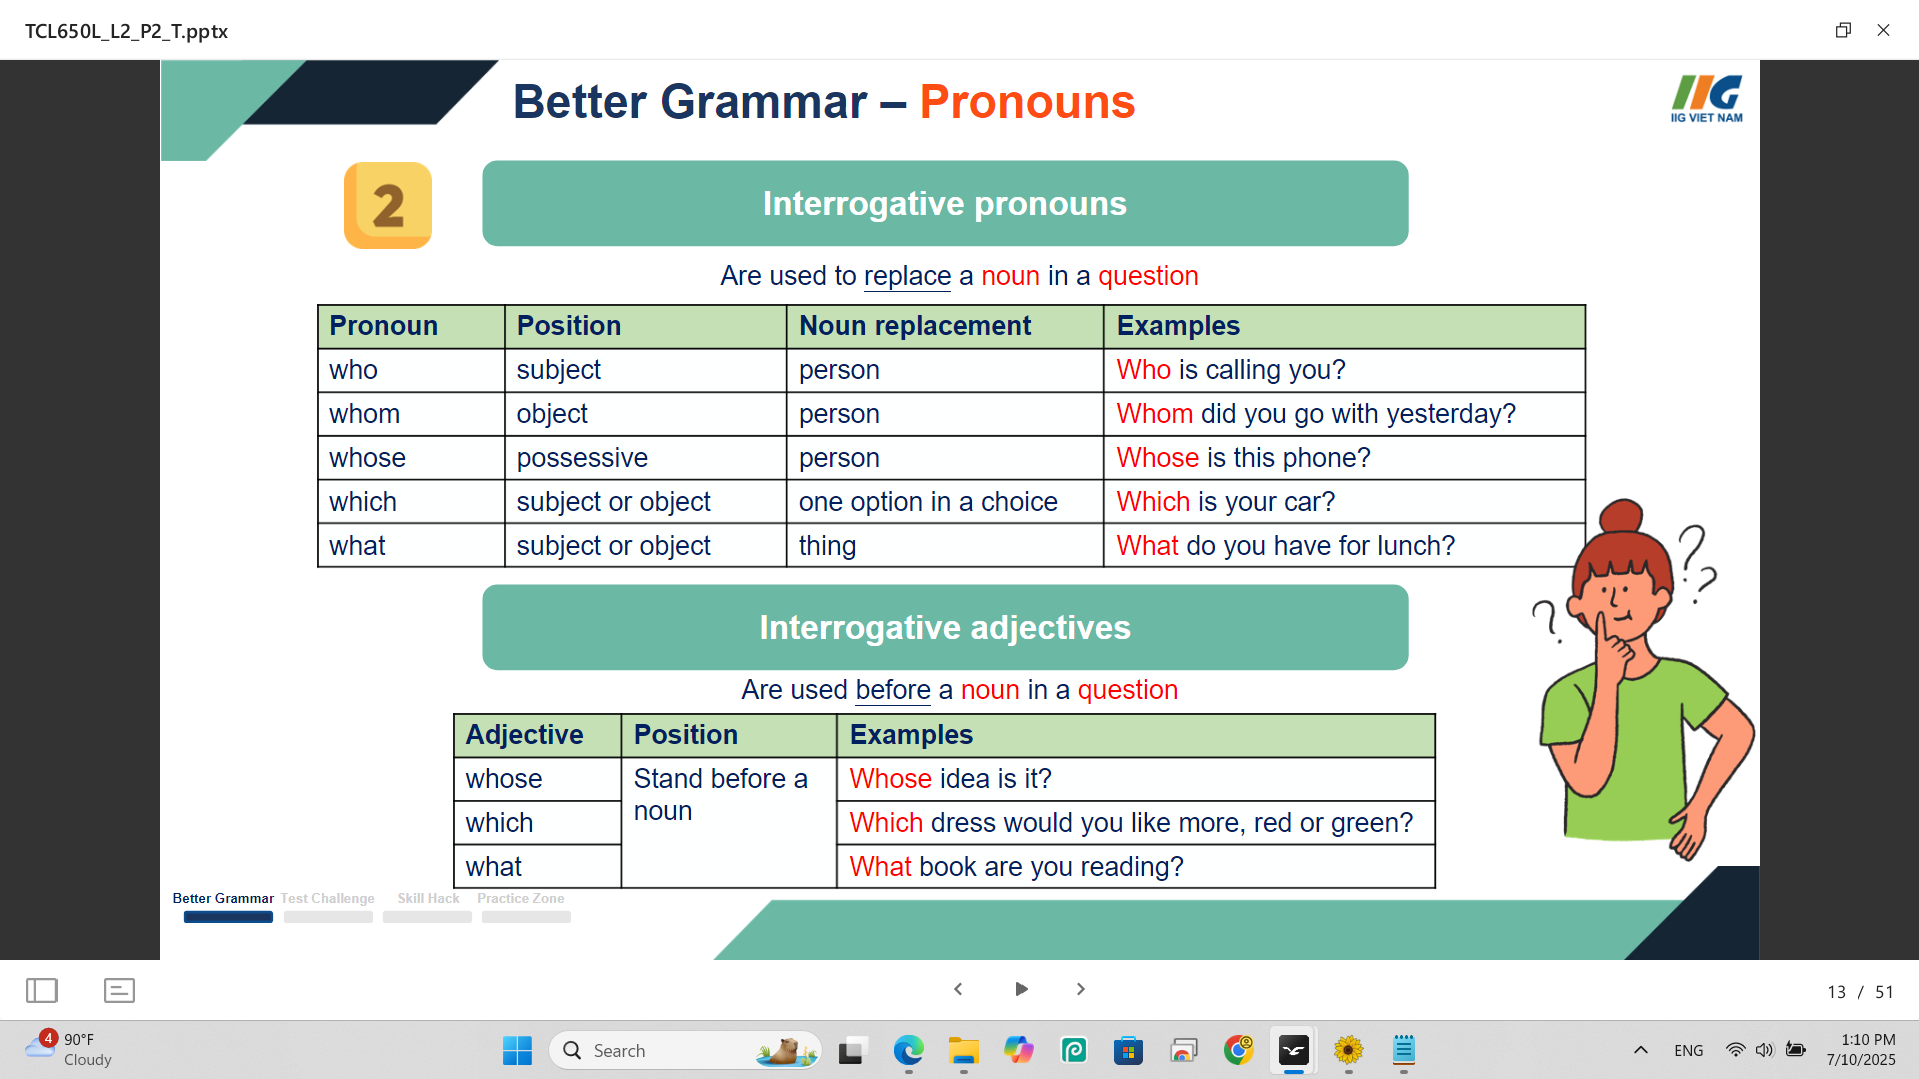 TCL650L_L2_P2_T.pptx
Better Grammar – Pronouns
IIG VIET NAM
2
Interrogative pronouns
Are used to replace a noun in a question
Pronoun Position Noun replacement Examples
who subject person Who is calling you?
whom object person Whom did you go with yesterday?
whose possessive person Whose is this phone?
which subject or object one option in a choice Which is your car?
what subject or object thing What do you have for lunch?
Interrogative adjectives
Are used before a noun in a question
Adjective Position Examples
whose Stand before a noun Whose idea is it?
which Which dress would you like more, red or green?
what What book are you reading?
Better Grammar Test Challenge Skill Hack Practice Zone
13 / 51
4
90°F
Cloudy
Search
ENG
1:10 PM
7/10/2025